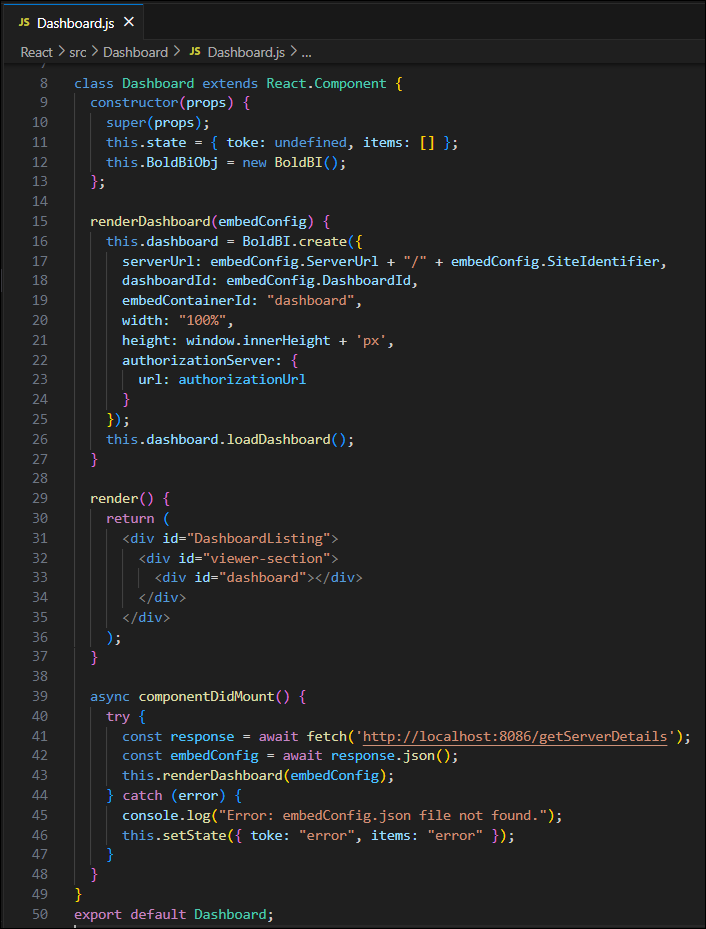 JS Dashboard.js ×
React > src > Dashboard > JS Dashboard.js > ...
8 class Dashboard extends React.Component {
9   constructor(props) {
10     super(props);
11     this.state = { toke: undefined, items: [] };
12     this.BoldBiObj = new BoldBI();
13   };
14
15   renderDashboard(embedConfig) {
16     this.dashboard = BoldBI.create({
17       serverUrl: embedConfig.ServerUrl + "/" + embedConfig.SiteIdentifier,
18       dashboardId: embedConfig.DashboardId,
19       embedContainerId: "dashboard",
20       width: "100%",
21       height: window.innerHeight + 'px',
22       authorizationServer: {
23         url: authorizationUrl
24       }
25     });
26     this.dashboard.loadDashboard();
27   }
28
29   render() {
30     return (
31       <div id="DashboardListing">
32         <div id="viewer-section">
33           <div id="dashboard"></div>
34         </div>
35       </div>
36     );
37   }
38
39   async componentDidMount() {
40     try {
41       const response = await fetch('http://localhost:8086/getServerDetails');
42       const embedConfig = await response.json();
43       this.renderDashboard(embedConfig);
44     } catch (error) {
45       console.log("Error: embedConfig.json file not found.");
46       this.setState({ toke: "error", items: "error" });
47     }
48   }
49 }
50 export default Dashboard;